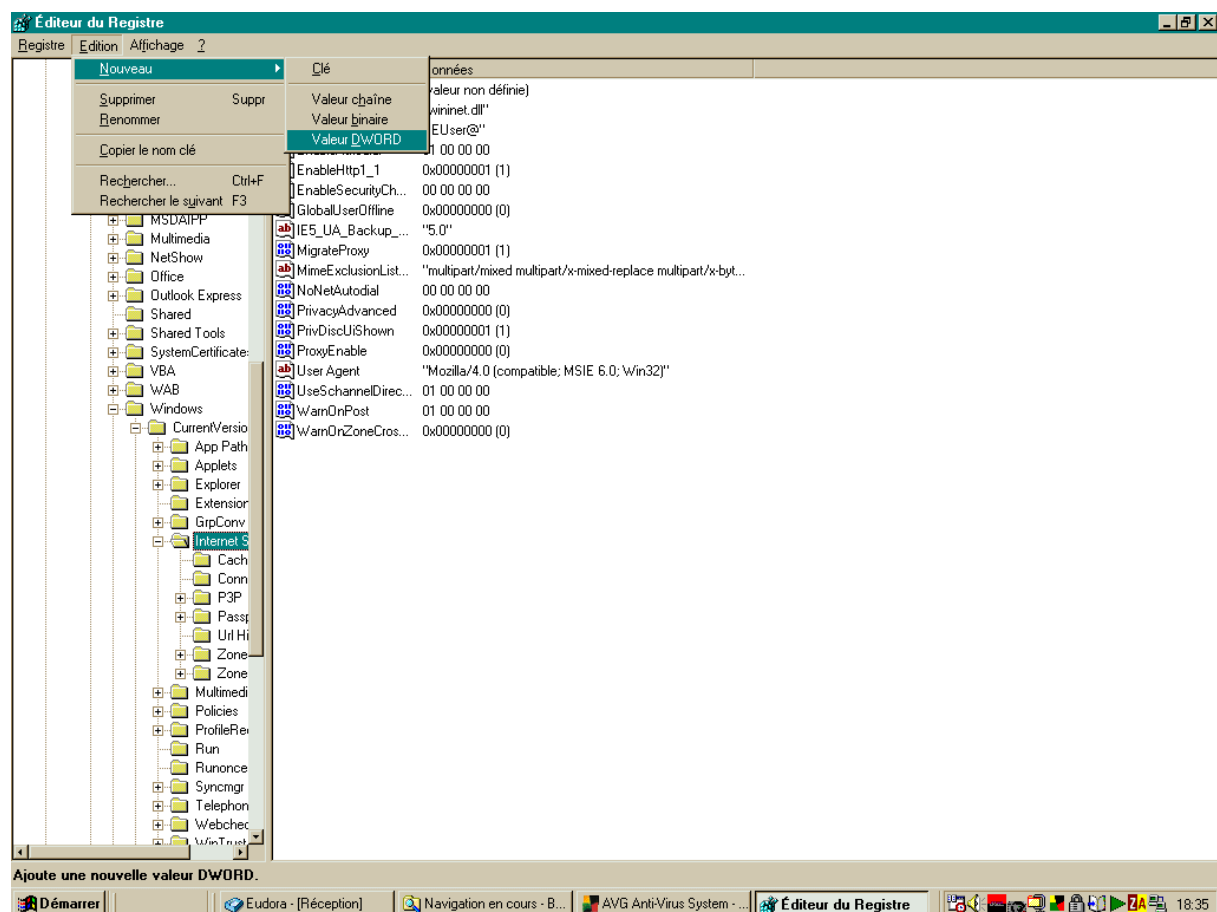 Éditeur du Registre
Registre Edition Affichage ?
Nouveau
Supprimer Suppr
Renommer
Copier le nom clé
Rechercher... Ctrl+F
Rechercher le suivant F3
Clé
Valeur chaîne
Valeur binaire
Valeur DWORD
onnées
valeur non définie)
wininet.dll"
EUser@"
01 00 00 00
EnableHttp1_1 0x00000001 (1)
EnableSecurityCh... 00 00 00 00
GlobalUserOffline 0x00000000 (0)
IE5_UA_Backup_... "5.0"
MigrateProxy 0x00000001 (1)
MimeExclusionList... "multipart/mixed multipart/x-mixed-replace multipart/x-byt...
NoNetAutodial 00 00 00 00
PrivacyAdvanced 0x00000000 (0)
PrivDiscUiShown 0x00000001 (1)
ProxyEnable 0x00000000 (0)
User Agent "Mozilla/4.0 (compatible; MSIE 6.0; Win32)"
UseSchannelDirec... 01 00 00 00
WarnOnPost 01 00 00 00
WarnOnZoneCros... 0x00000000 (0)
MSDAIPP
Multimedia
NetShow
Office
Outlook Express
Shared
Shared Tools
SystemCertificate
VBA
WAB
Windows
CurrentVersio
App Path
Applets
Explorer
Extension
GrpConv
Internet S
Cach
Conn
P3P
Passp
Url Hi
Zone
Zone
Multimedi
Policies
ProfileRec
Run
Runonce
Syncmgr
Telephon
Webchec
WinTrust
Ajoute une nouvelle valeur DWORD.
Démarrer
Eudora - [Réception]
Navigation en cours - B...
AVG Anti-Virus System - ...
Éditeur du Registre
18:35